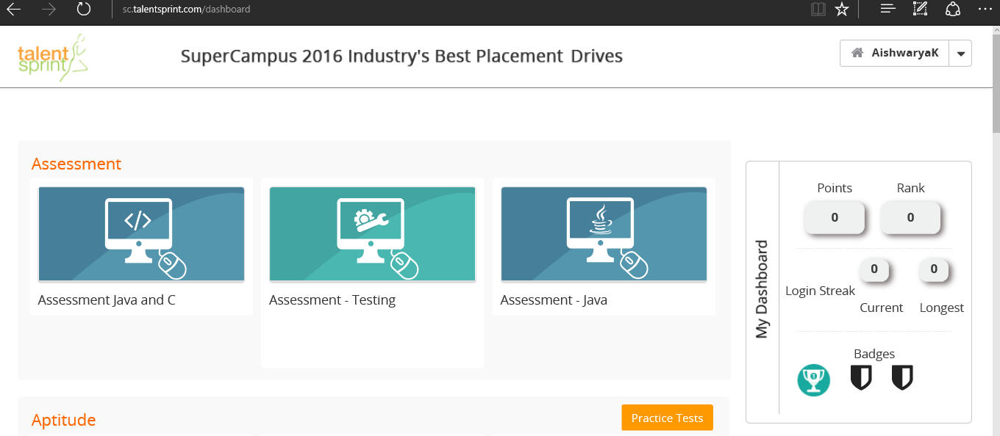 sc.talentsprint.com/dashboard
talent
sprint
SuperCampus 2016 Industry's Best Placement Drives
AishwaryaK
Assessment
</>
Assessment Java and C
Assessment - Testing
Assessment - Java
My Dashboard
Points
Rank
0
0
Login Streak
0
0
Current
Longest
Badges
1
Aptitude
Practice Tests